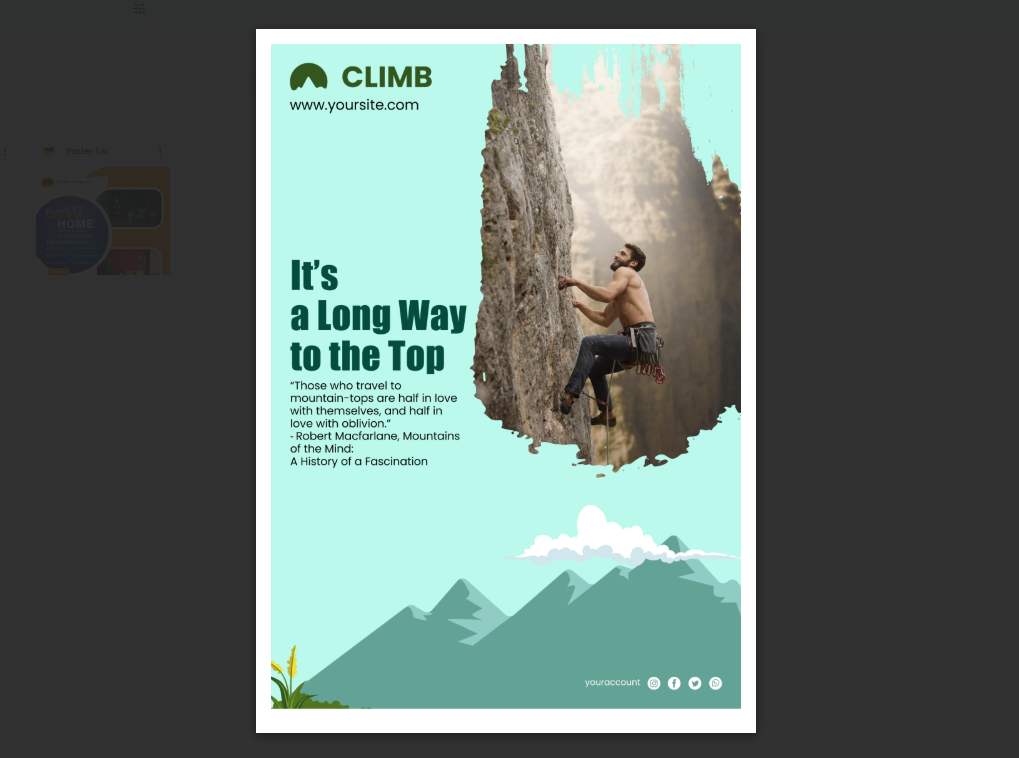 CLIMB
www.yoursite.com
It’s
a Long Way
to the Top
“Those who travel to
mountain-tops are half in love
with themselves, and half in
love with oblivion.”
- Robert Macfarlane, Mountains
of the Mind:
A History of a Fascination
youraccount
Poster 1.ai
HOME